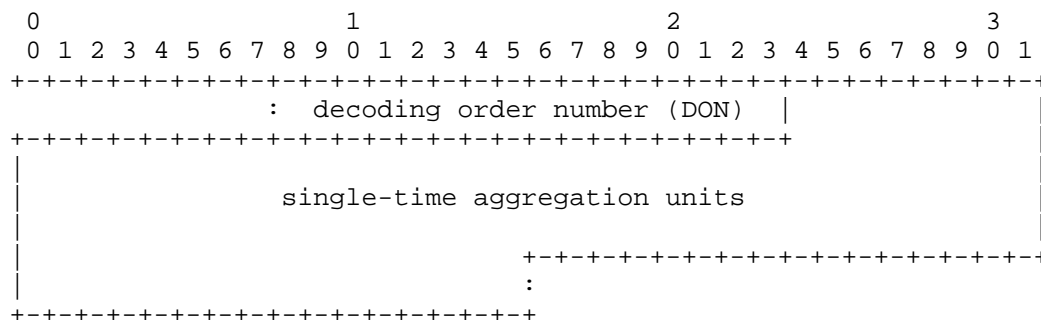 0                   1                   2                   3
0 1 2 3 4 5 6 7 8 9 0 1 2 3 4 5 6 7 8 9 0 1 2 3 4 5 6 7 8 9 0 1
+-+-+-+-+-+-+-+-+-+-+-+-+-+-+-+-+-+-+-+-+-+-+-+-+-+-+-+-+-+-+-+-+
                :  decoding order number (DON)  |               |
+-+-+-+-+-+-+-+-+-+-+-+-+-+-+-+-+-+-+-+-+-+-+-+-+               |
|                                                               |
|                single-time aggregation units                  |
|                                                               |
|                               +-+-+-+-+-+-+-+-+-+-+-+-+-+-+-+-+
|                               :
+-+-+-+-+-+-+-+-+-+-+-+-+-+-+-+-+